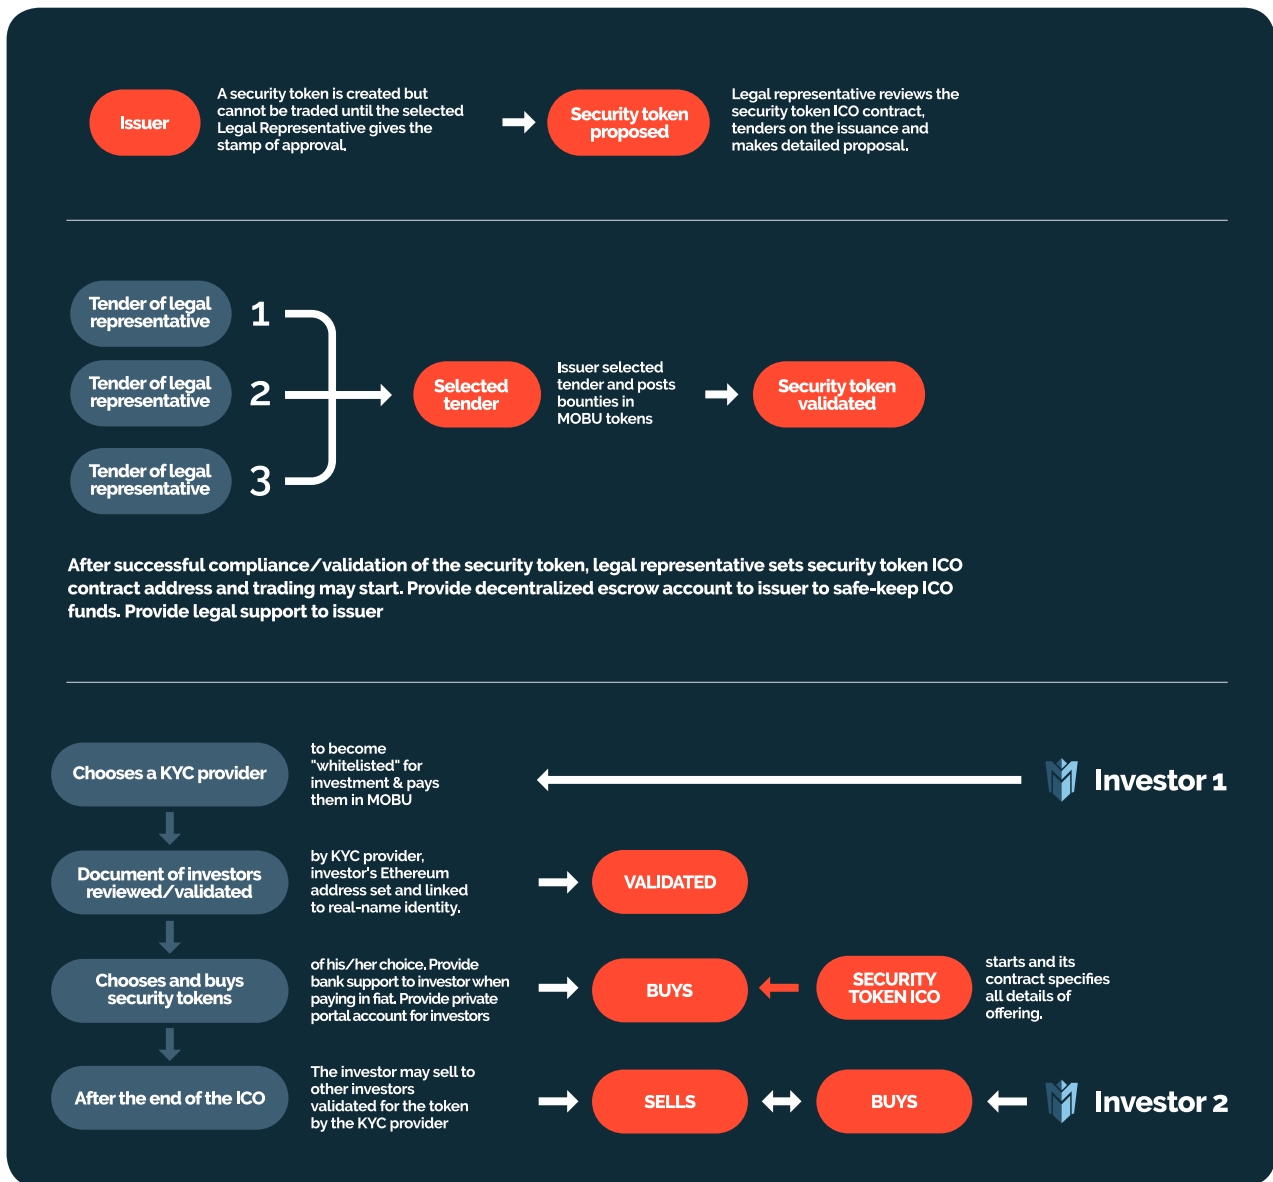 Issuer
A security token is created but
cannot be traded until the selected
Legal Representative gives the
stamp of approval.
Security token
proposed
Legal representative reviews the
security token ICO contract,
tenders on the issuance and
makes detailed proposal.
Tender of legal
representative
1
Tender of legal
representative
2
Tender of legal
representative
3
Selected
tender
Issuer selected
tender and posts
bounties in
MOBU tokens
Security token
validated
After successful compliance/validation of the security token, legal representative sets security token ICO
contract address and trading may start. Provide decentralized escrow account to issuer to safe-keep ICO
funds. Provide legal support to issuer
Chooses a KYC provider
to become
"whitelisted" for
investment & pays
them in MOBU
Investor 1
Document of investors
reviewed/validated
by KYC provider,
investor's Ethereum
address set and linked
to real-name identity.
VALIDATED
Chooses and buys
security tokens
of his/her choice. Provide
bank support to investor when
paying in fiat. Provide private
portal account for investors
BUYS
SECURITY
TOKEN ICO
starts and its
contract specifies
all details of
offering.
After the end of the ICO
The investor may sell to
other investors
validated for the token
by the KYC provider
SELLS
BUYS
Investor 2